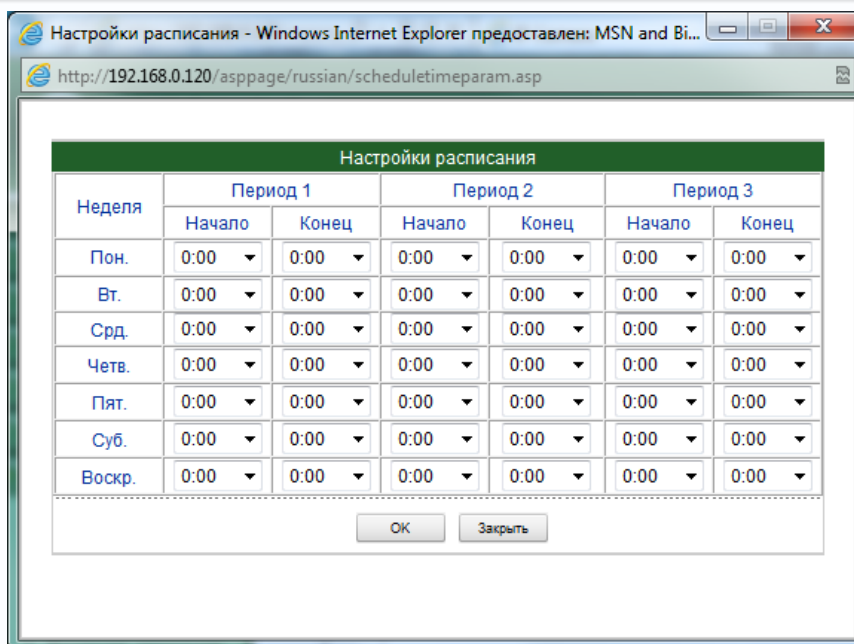 Настройки расписания - Windows Internet Explorer предоставлен: MSN and Bi...
http://192.168.0.120/asppage/russian/scheduletimeparam.asp
Настройки расписания
Неделя Период 1 Период 2 Период 3
Начало Конец Начало Конец Начало Конец
Пон. 0:00 0:00 0:00 0:00 0:00 0:00
Вт. 0:00 0:00 0:00 0:00 0:00 0:00
Срд. 0:00 0:00 0:00 0:00 0:00 0:00
Четв. 0:00 0:00 0:00 0:00 0:00 0:00
Пят. 0:00 0:00 0:00 0:00 0:00 0:00
Суб. 0:00 0:00 0:00 0:00 0:00 0:00
Воскр. 0:00 0:00 0:00 0:00 0:00 0:00
OK Закрыть